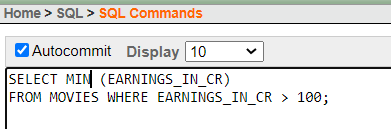 Home > SQL > SQL Commands
Autocommit Display 10
SELECT MIN (EARNINGS_IN_CR)
FROM MOVIES WHERE EARNINGS_IN_CR > 100;